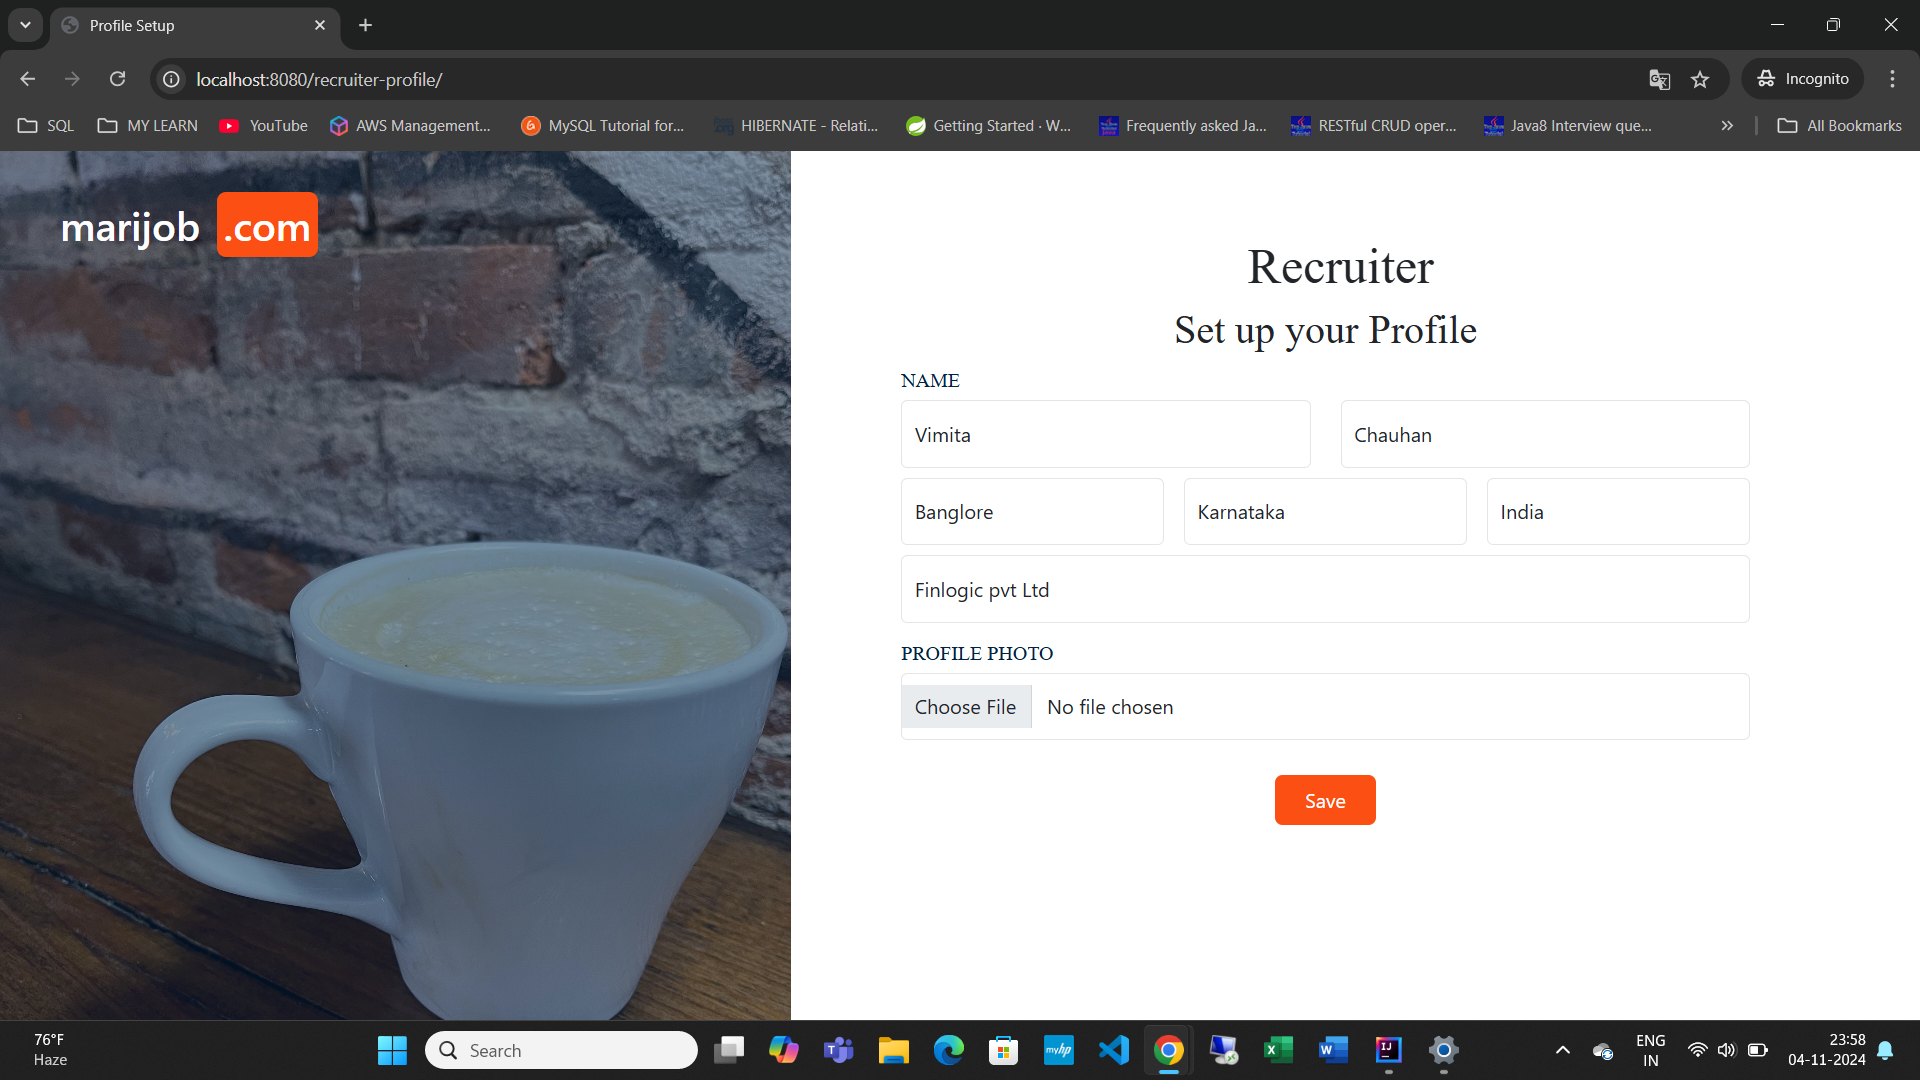 Profile Setup
localhost:8080/recruiter-profile/
Incognito
SQL
MY LEARN
YouTube
AWS Management...
MySQL Tutorial for...
HIBERNATE - Relati...
Getting Started · W...
Frequently asked Ja...
RESTful CRUD oper...
Java8 Interview que...
All Bookmarks
marijob .com
Recruiter
Set up your Profile
NAME
Vimita
Chauhan
Banglore
Karnataka
India
Finlogic pvt Ltd
PROFILE PHOTO
Choose File No file chosen
Save
76°F
Haze
Search
ENG
IN
23:58
04-11-2024